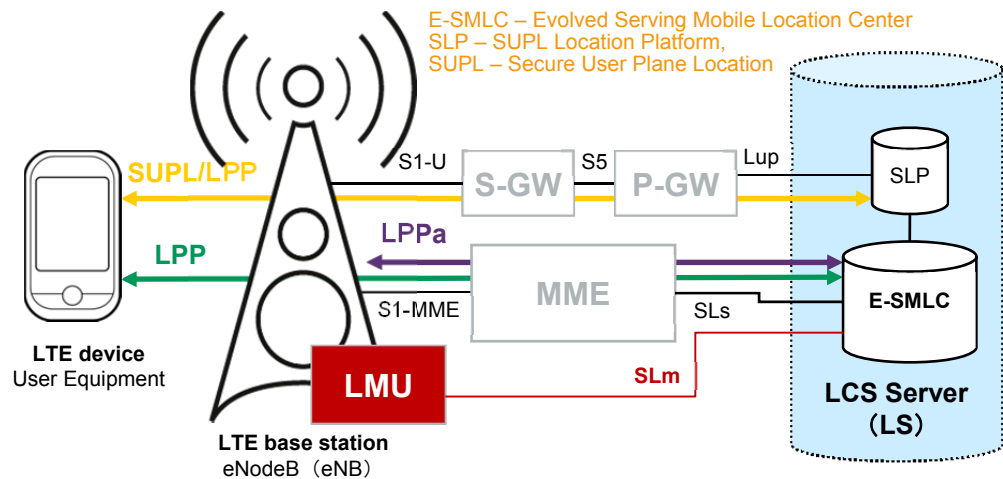 E-SMLC – Evolved Serving Mobile Location Center
SLP – SUPL Location Platform,
SUPL – Secure User Plane Location
SUPL/LPP
S1-U
S-GW
S5
P-GW
Lup
SLP
LPP
LPPa
S1-MME
MME
SLs
E-SMLC
LTE device
User Equipment
LMU
SLm
LCS Server
（LS）
LTE base station
eNodeB（eNB）